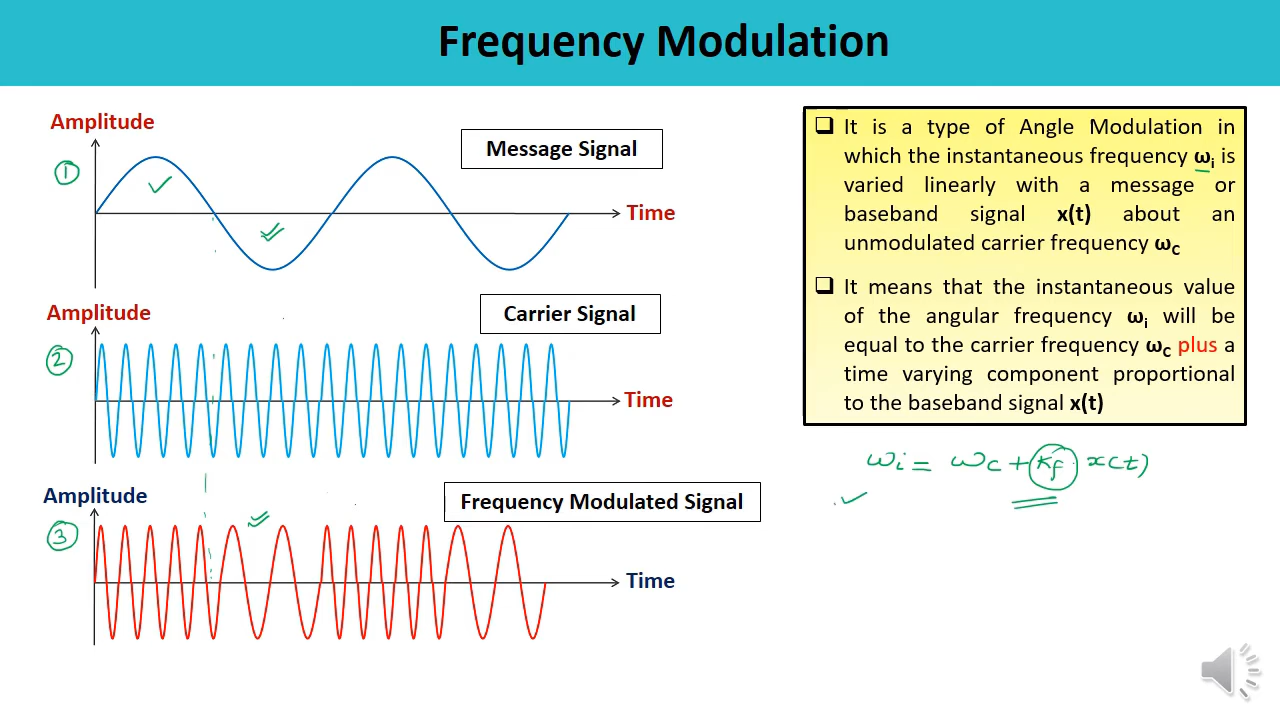 Frequency Modulation
Amplitude
Message Signal
1
Time
Amplitude
Carrier Signal
2
Time
Amplitude
Frequency Modulated Signal
3
Time
It is a type of Angle Modulation in
which the instantaneous frequency ωi is
varied linearly with a message or
baseband signal x(t) about an
unmodulated carrier frequency ωC
It means that the instantaneous value
of the angular frequency ωi will be
equal to the carrier frequency ωC plus a
time varying component proportional
to the baseband signal x(t)
ωi = ωc + Kf · x(t)